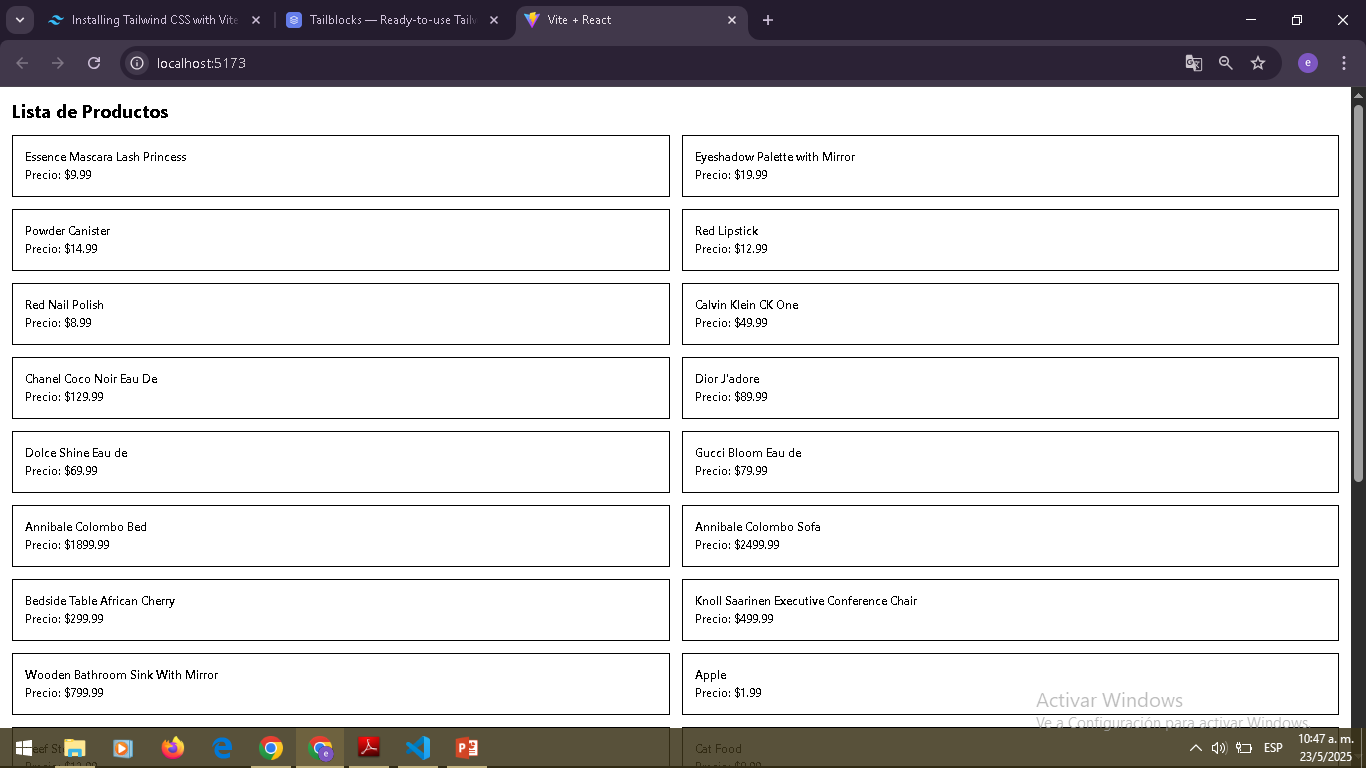 Installing Tailwind CSS with Vite
Tailblocks — Ready-to-use Tailw
Vite + React
localhost:5173
e
Lista de Productos
Essence Mascara Lash Princess
Precio: $9.99
Eyeshadow Palette with Mirror
Precio: $19.99
Powder Canister
Precio: $14.99
Red Lipstick
Precio: $12.99
Red Nail Polish
Precio: $8.99
Calvin Klein CK One
Precio: $49.99
Chanel Coco Noir Eau De
Precio: $129.99
Dior J'adore
Precio: $89.99
Dolce Shine Eau de
Precio: $69.99
Gucci Bloom Eau de
Precio: $79.99
Annibale Colombo Bed
Precio: $1899.99
Annibale Colombo Sofa
Precio: $2499.99
Bedside Table African Cherry
Precio: $299.99
Knoll Saarinen Executive Conference Chair
Precio: $499.99
Wooden Bathroom Sink With Mirror
Precio: $799.99
Apple
Precio: $1.99
Activar Windows
Ve a Configuración para activar Windows.
Cat Food
ESP
10:47 a. m.
23/5/2025